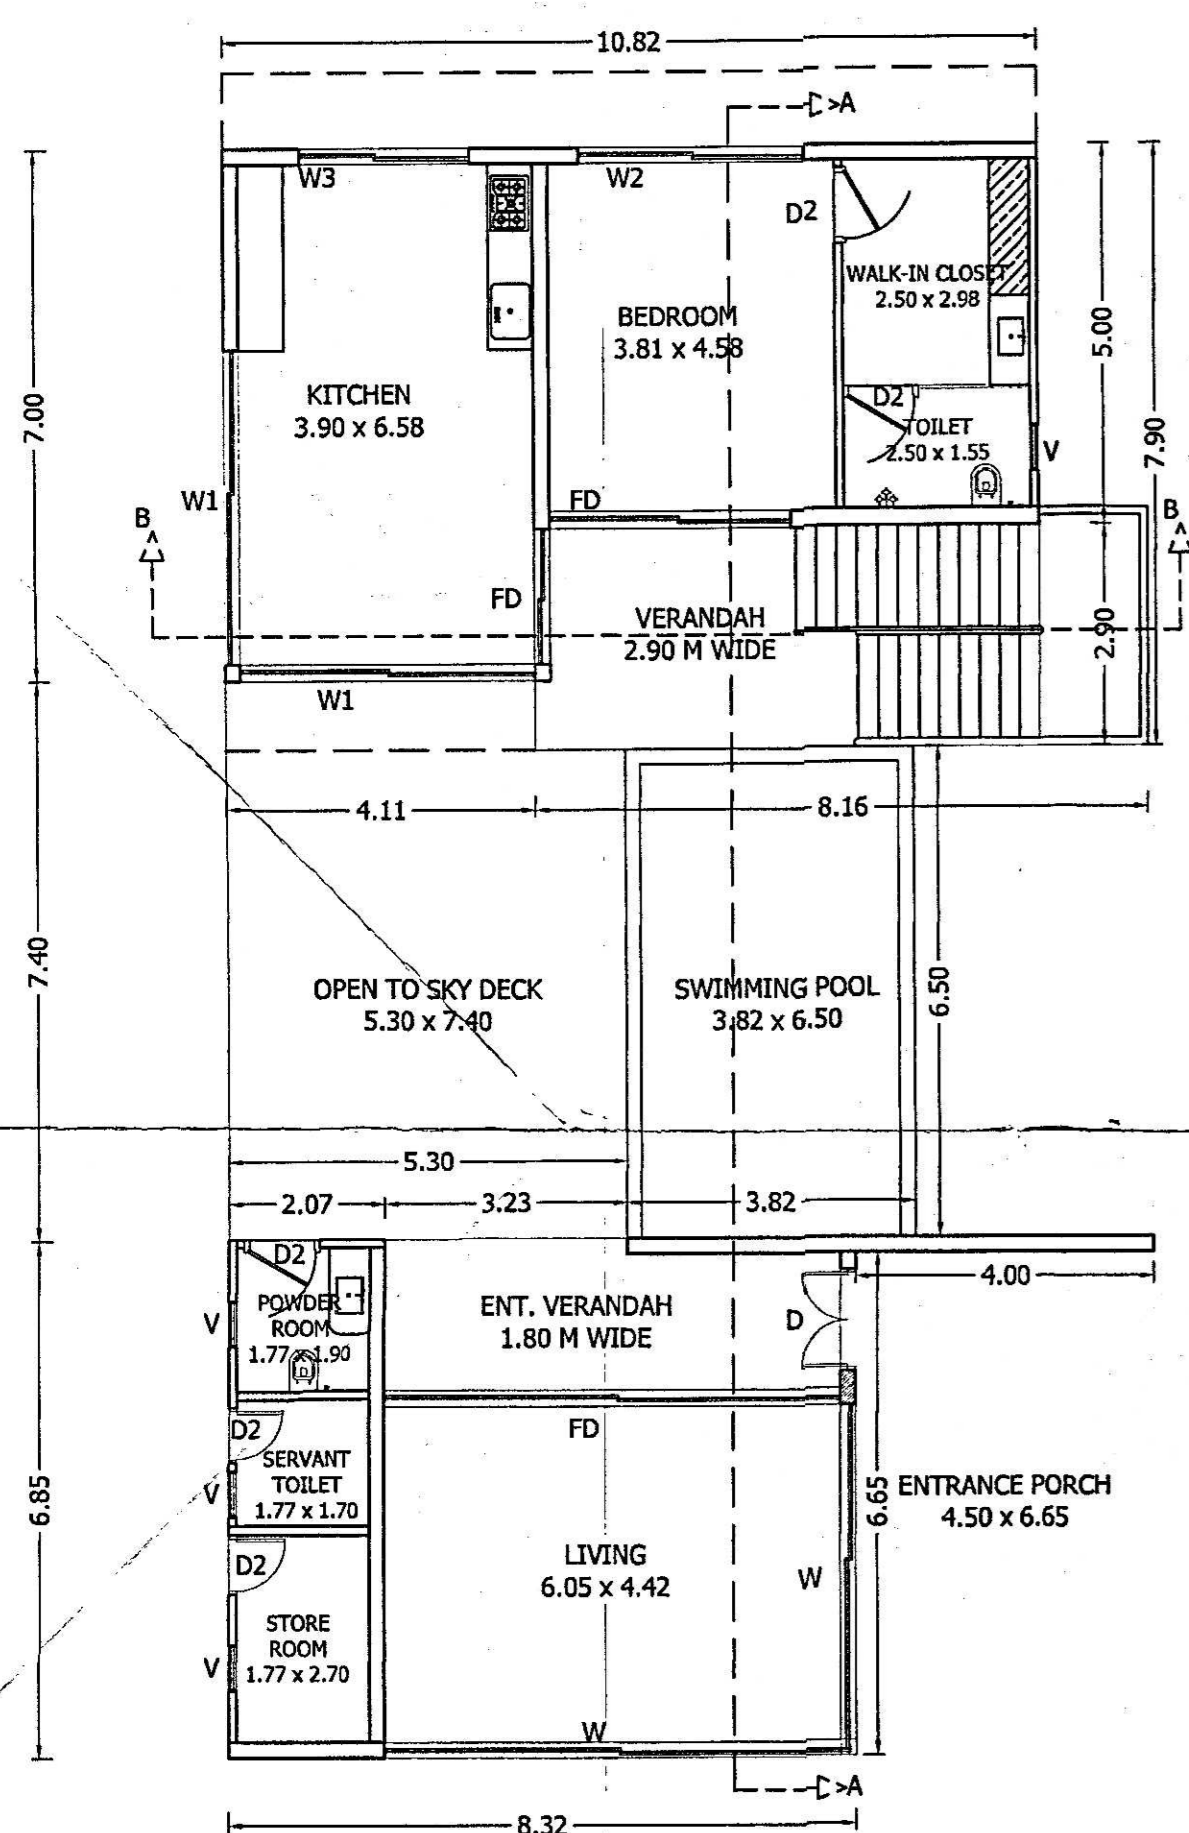 10.82
>A
W3
W2
D2
WALK-IN CLOSET
2.50 x 2.98
BEDROOM
3.81 x 4.58
5.00
KITCHEN
3.90 x 6.58
7.00
D2
TOILET
2.50 x 1.55
V
7.90
W1
FD
B
B
FD
VERANDAH
2.90 M WIDE
2.90
W1
4.11
8.16
7.40
OPEN TO SKY DECK
5.30 x 7.40
SWIMMING POOL
3.82 x 6.50
6.50
5.30
2.07
3.23
3.82
D2
4.00
POWDER
ROOM
1.77 x 1.90
V
ENT. VERANDAH
1.80 M WIDE
D
D2
FD
SERVANT
TOILET
1.77 x 1.70
V
6.85
6.65
ENTRANCE PORCH
4.50 x 6.65
D2
LIVING
6.05 x 4.42
W
STORE
ROOM
1.77 x 2.70
V
W
>A
8.32